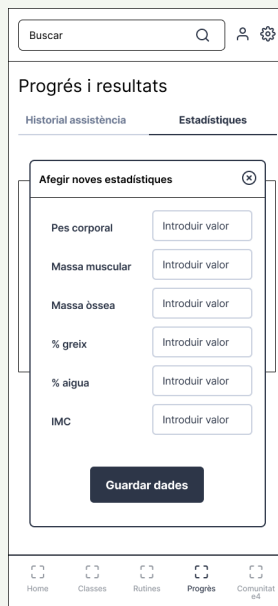 Buscar
Progrés i resultats
Historial assistència
Estadístiques
Afegir noves estadístiques
Pes corporal
Introduir valor
Massa muscular
Introduir valor
Massa òssea
Introduir valor
% greix
Introduir valor
% aigua
Introduir valor
IMC
Introduir valor
Guardar dades
Home
Classes
Rutines
Progrès
Comunitat
e4